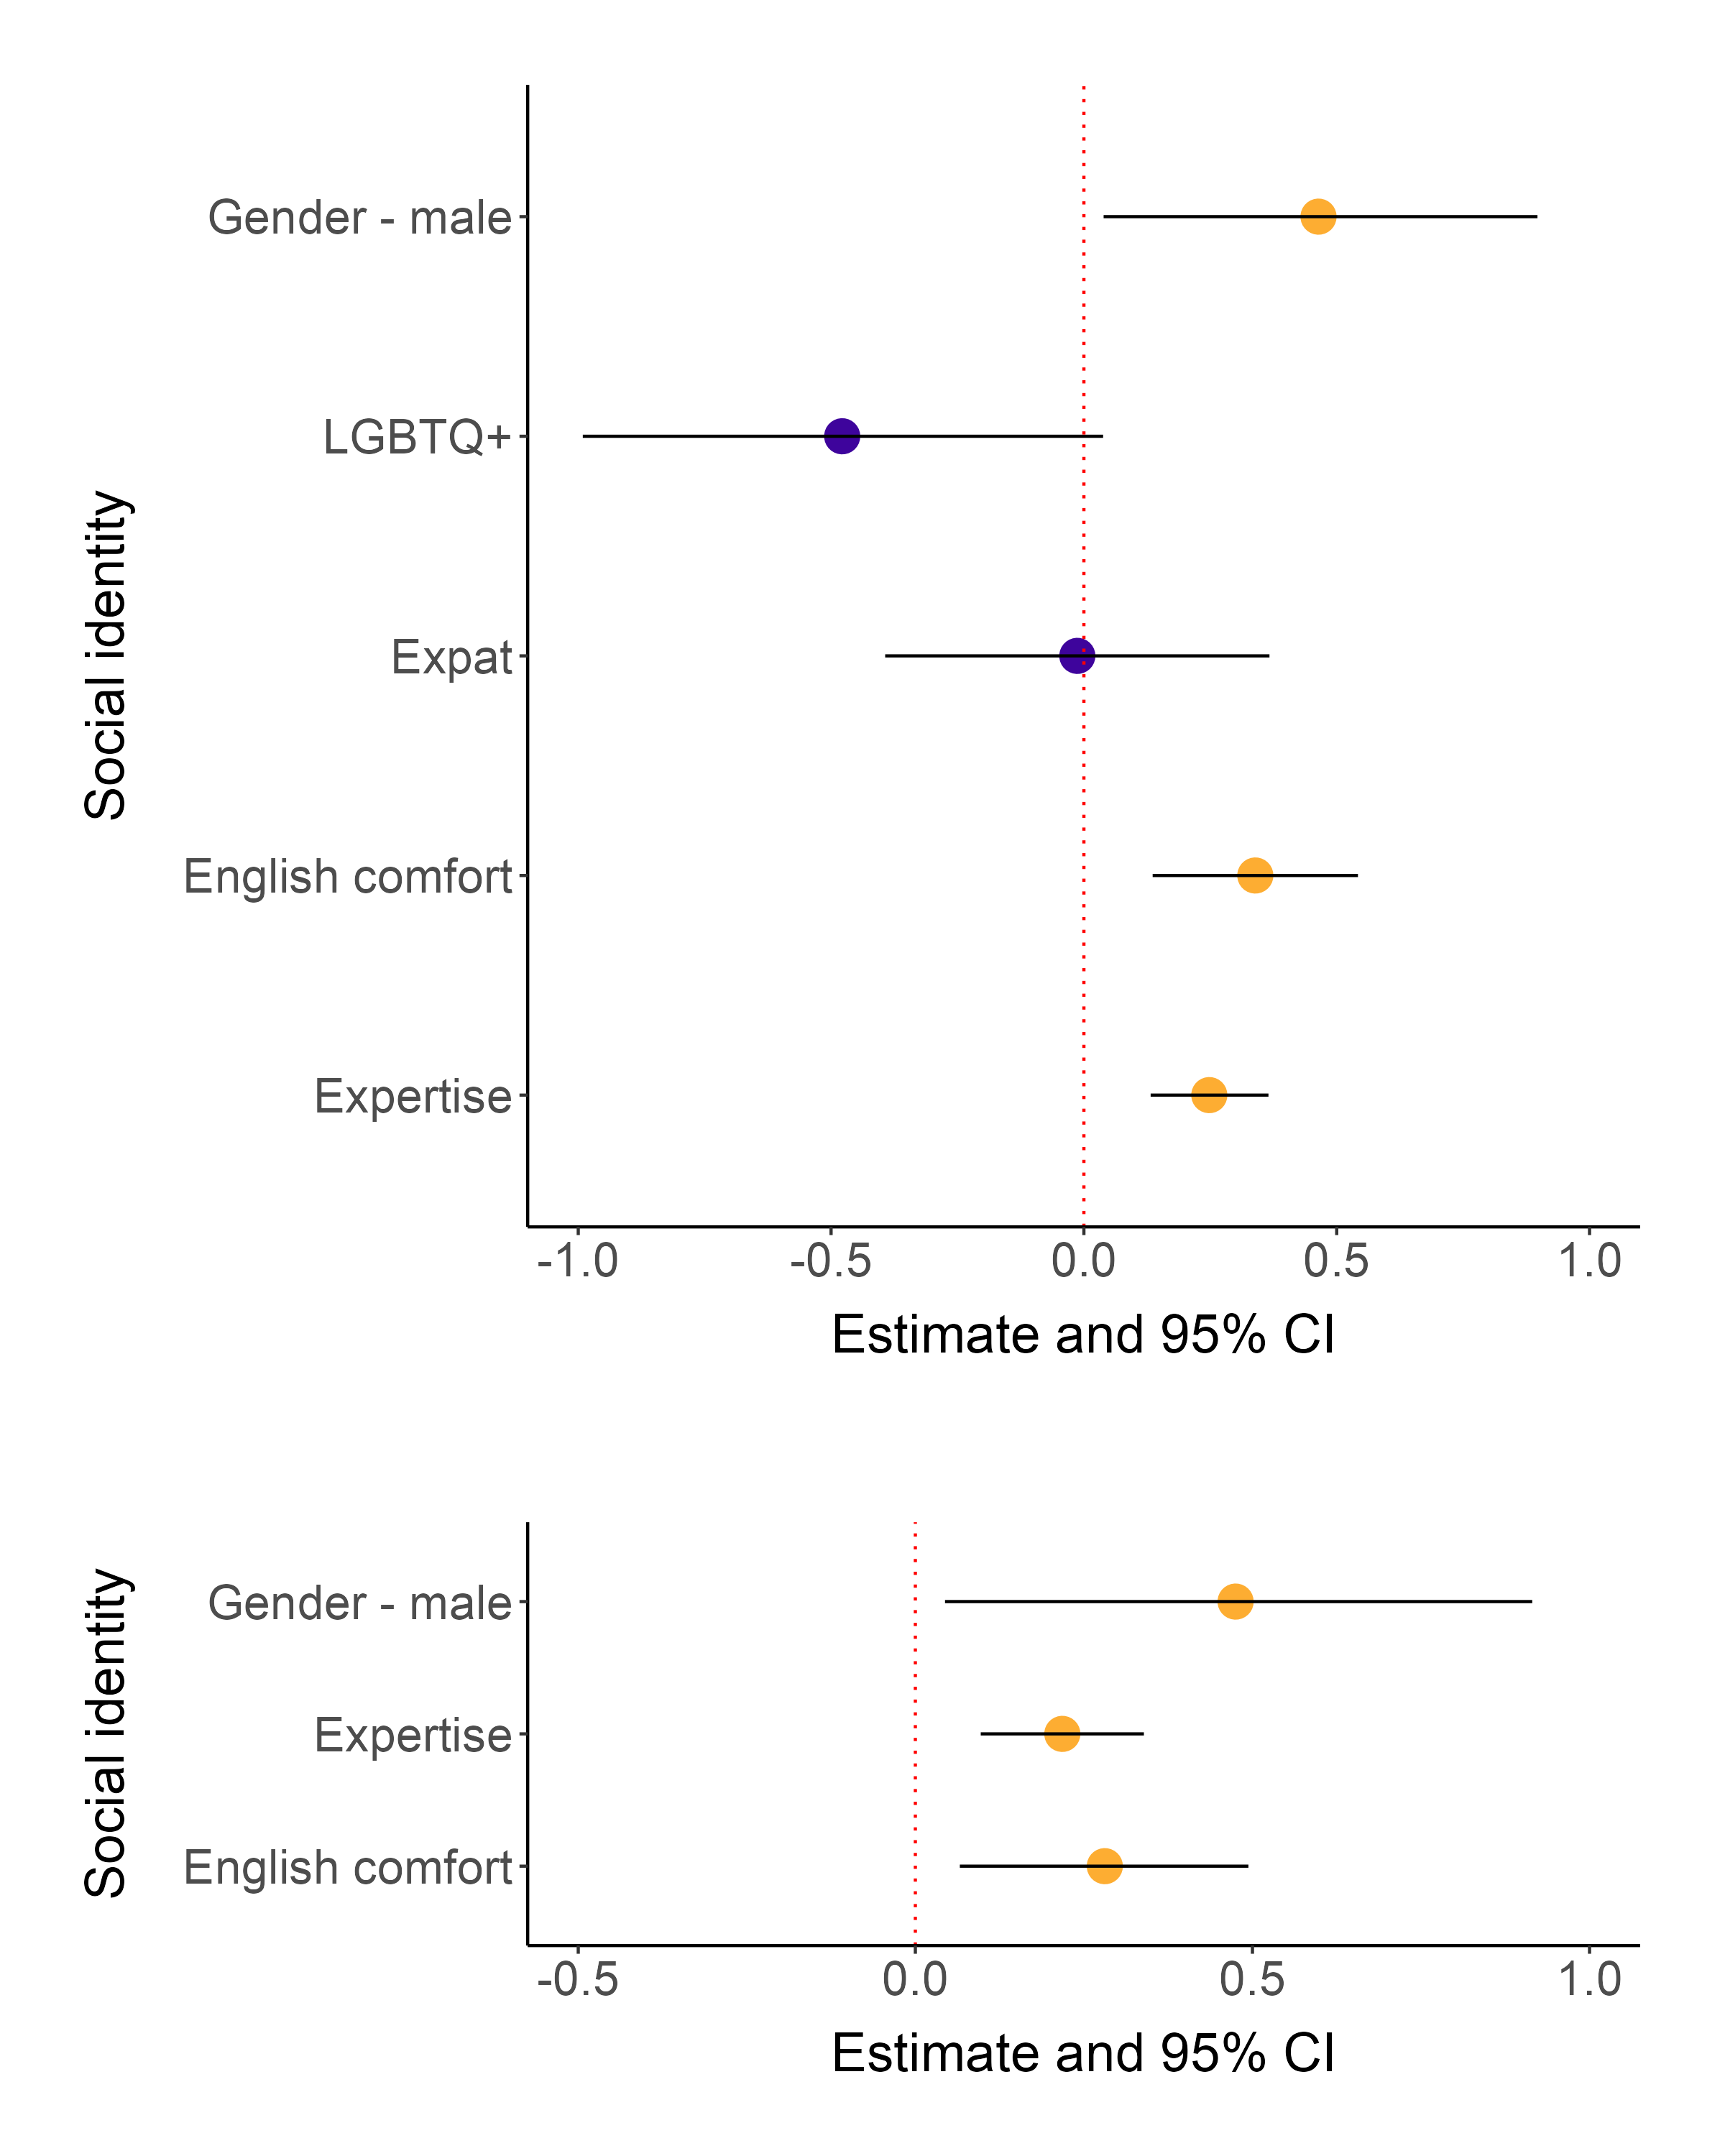 Social identity
Gender - male
LGBTQ+
Expat
English comfort
Expertise
-1.0 -0.5 0.0 0.5 1.0
Estimate and 95% CI
Social identity
Gender - male
Expertise
English comfort
-0.5 0.0 0.5 1.0
Estimate and 95% CI